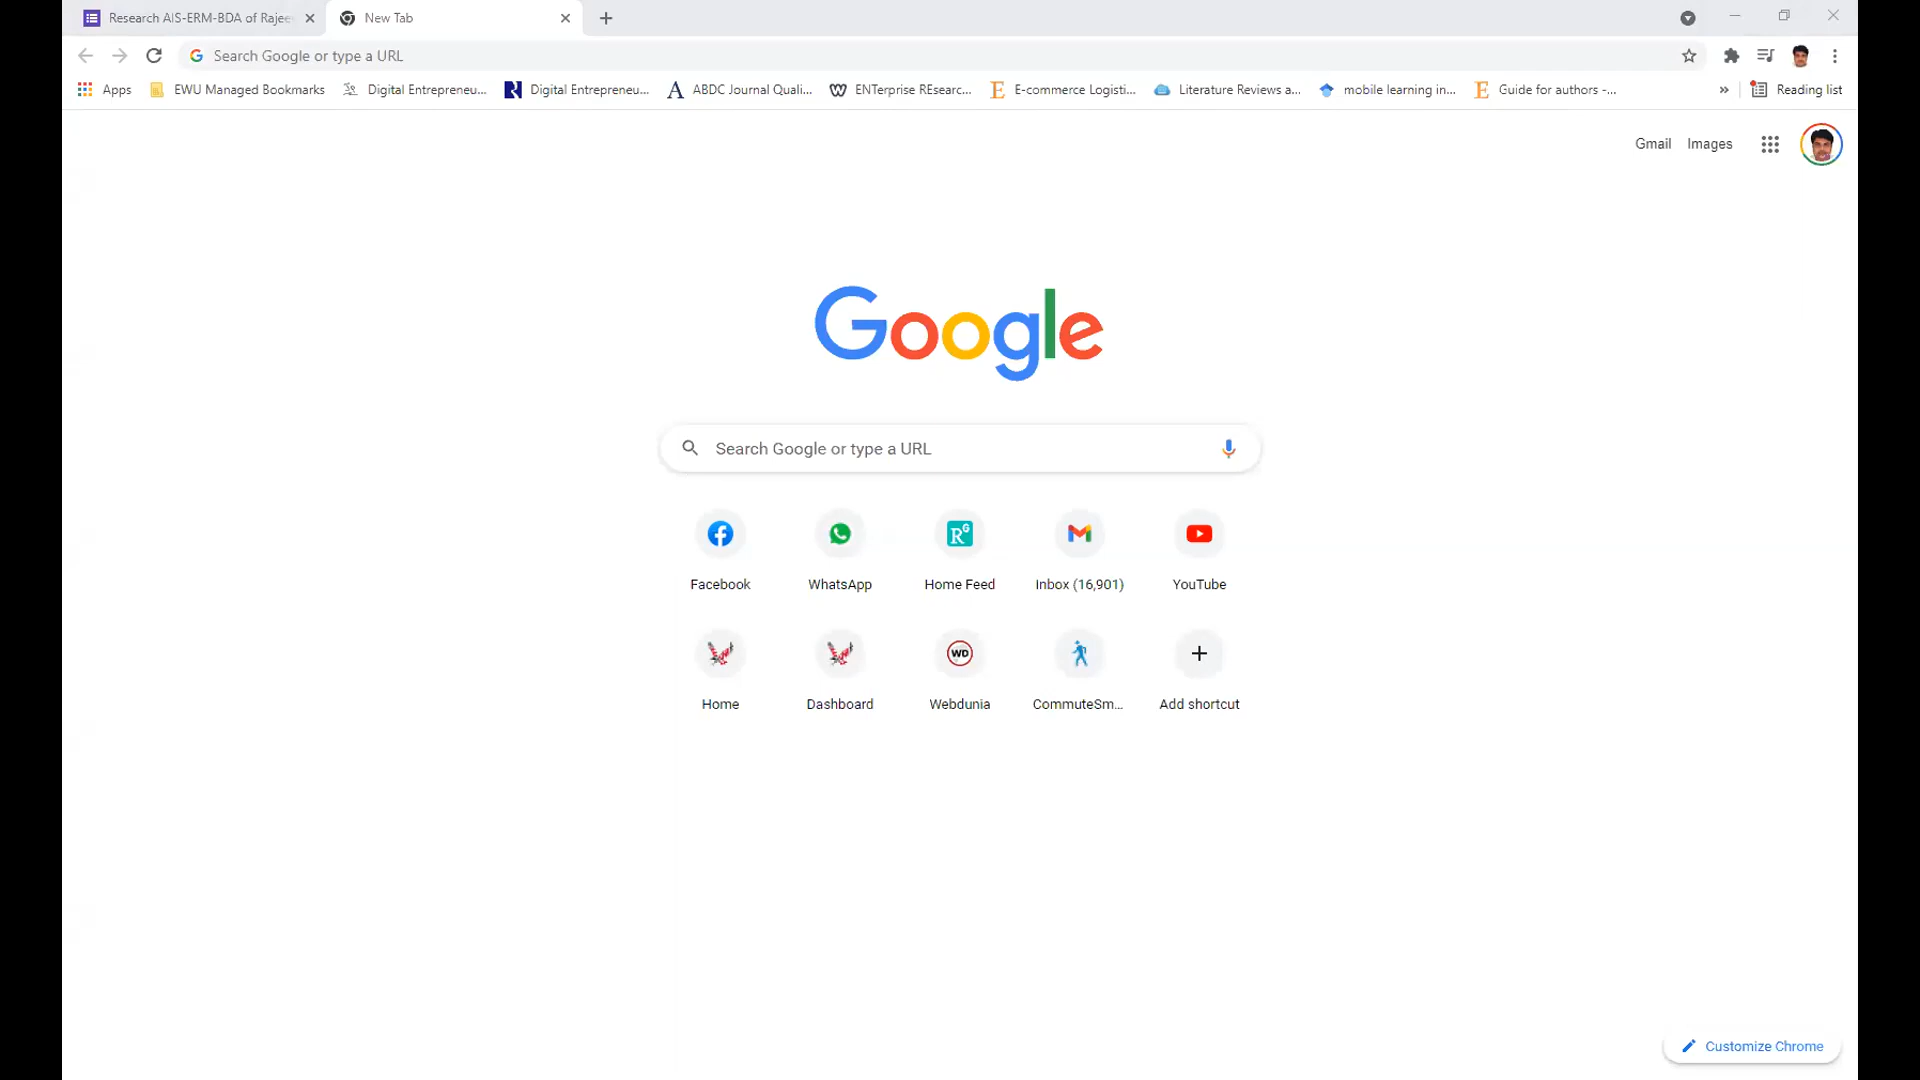 Research AIS-ERM-BDA of Rajee
New Tab
Search Google or type a URL
Apps
EWU Managed Bookmarks
Digital Entrepreneu...
Digital Entrepreneu...
ABDC Journal Quali...
ENTerprise REsearc...
E-commerce Logisti...
Literature Reviews a...
mobile learning in...
Guide for authors -...
»
Reading list
Gmail
Images
Google
Search Google or type a URL
Facebook
WhatsApp
Home Feed
Inbox (16,901)
YouTube
Home
Dashboard
Webdunia
CommuteSm...
Add shortcut
Customize Chrome